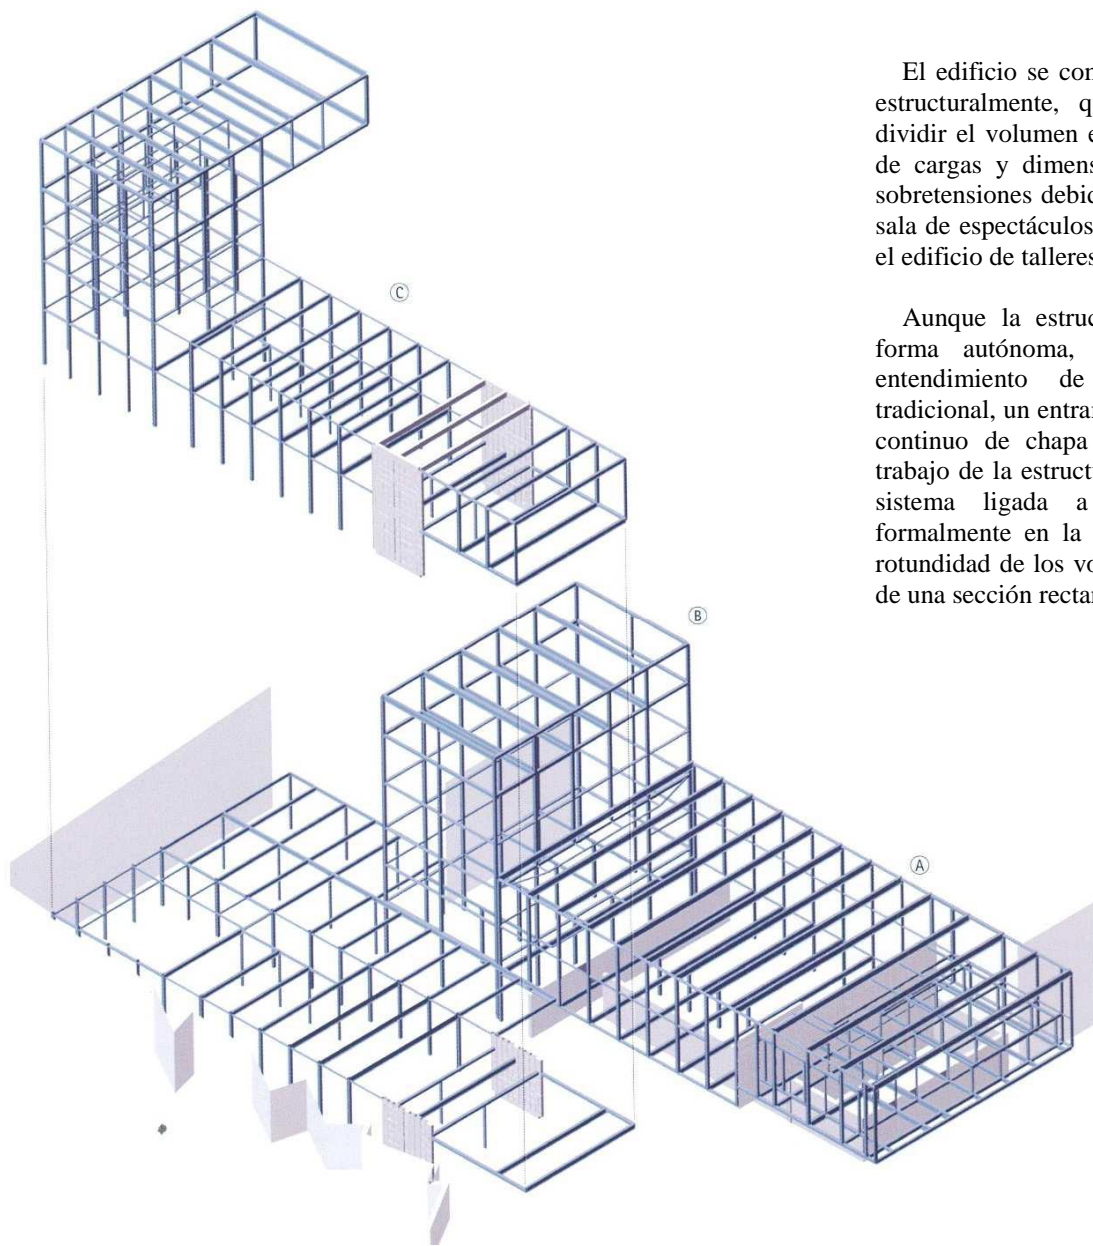 El edificio se con
estructuralmente, q
dividir el volumen e
de cargas y dimens
sobretensiones debid
sala de espectáculos
el edificio de talleres
Aunque la estruc
forma autónoma,
entendimiento de
tradicional, un entra
continuo de chapa
trabajo de la estruct
sistema ligada a
formalmente en la
rotundidad de los vo
de una sección recta
C
B
A